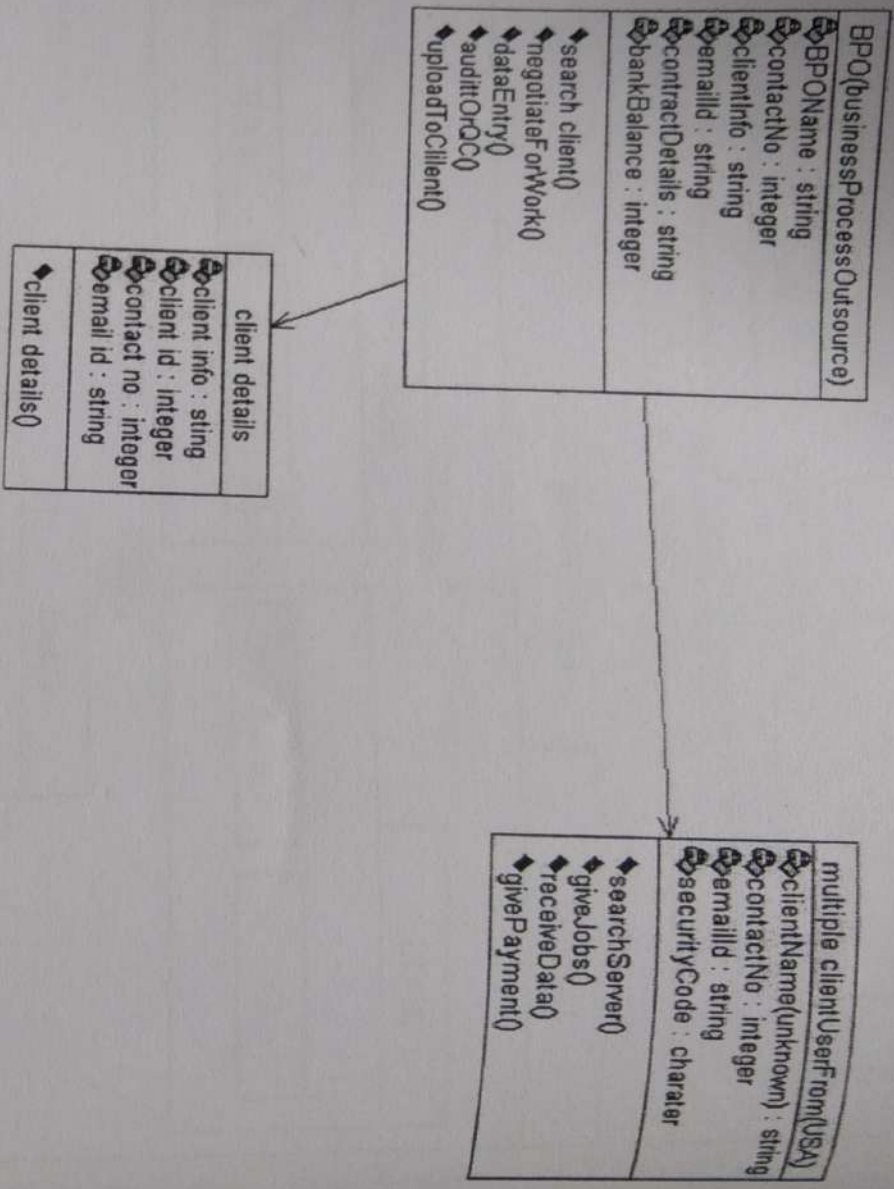 BPO(businessProcessOutsource)
BPOName : string
contactNo : integer
clientInfo : string
emailId : string
contractDetails : string
bankBalance : integer
search client()
negotiateForWork()
dataEntry()
audittOrQC()
uploadToClilent()
client details
client info : sting
client id : integer
contact no : integer
email id : string
client details()
multiple clientUserFrom(USA)
clientName(unknown) : string
contactNo : integer
emailId : string
securityCode : charater
searchServer()
giveJobs()
receiveData()
givePayment()